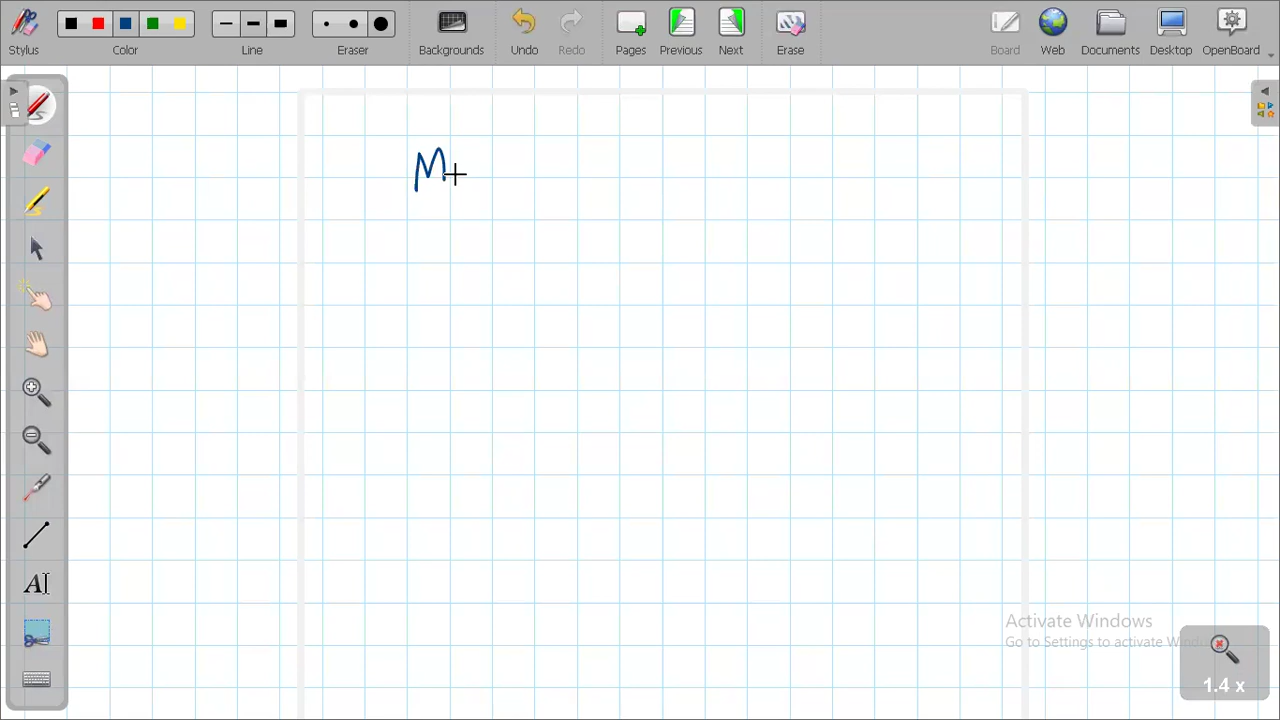 Stylus
Color
Line
Eraser
Backgrounds
Undo
Redo
Pages
Previous
Next
Erase
Board
Web
Documents
Desktop
OpenBoard
M
A
Activate Windows
Go to Settings to activate Windows.
1.4 x